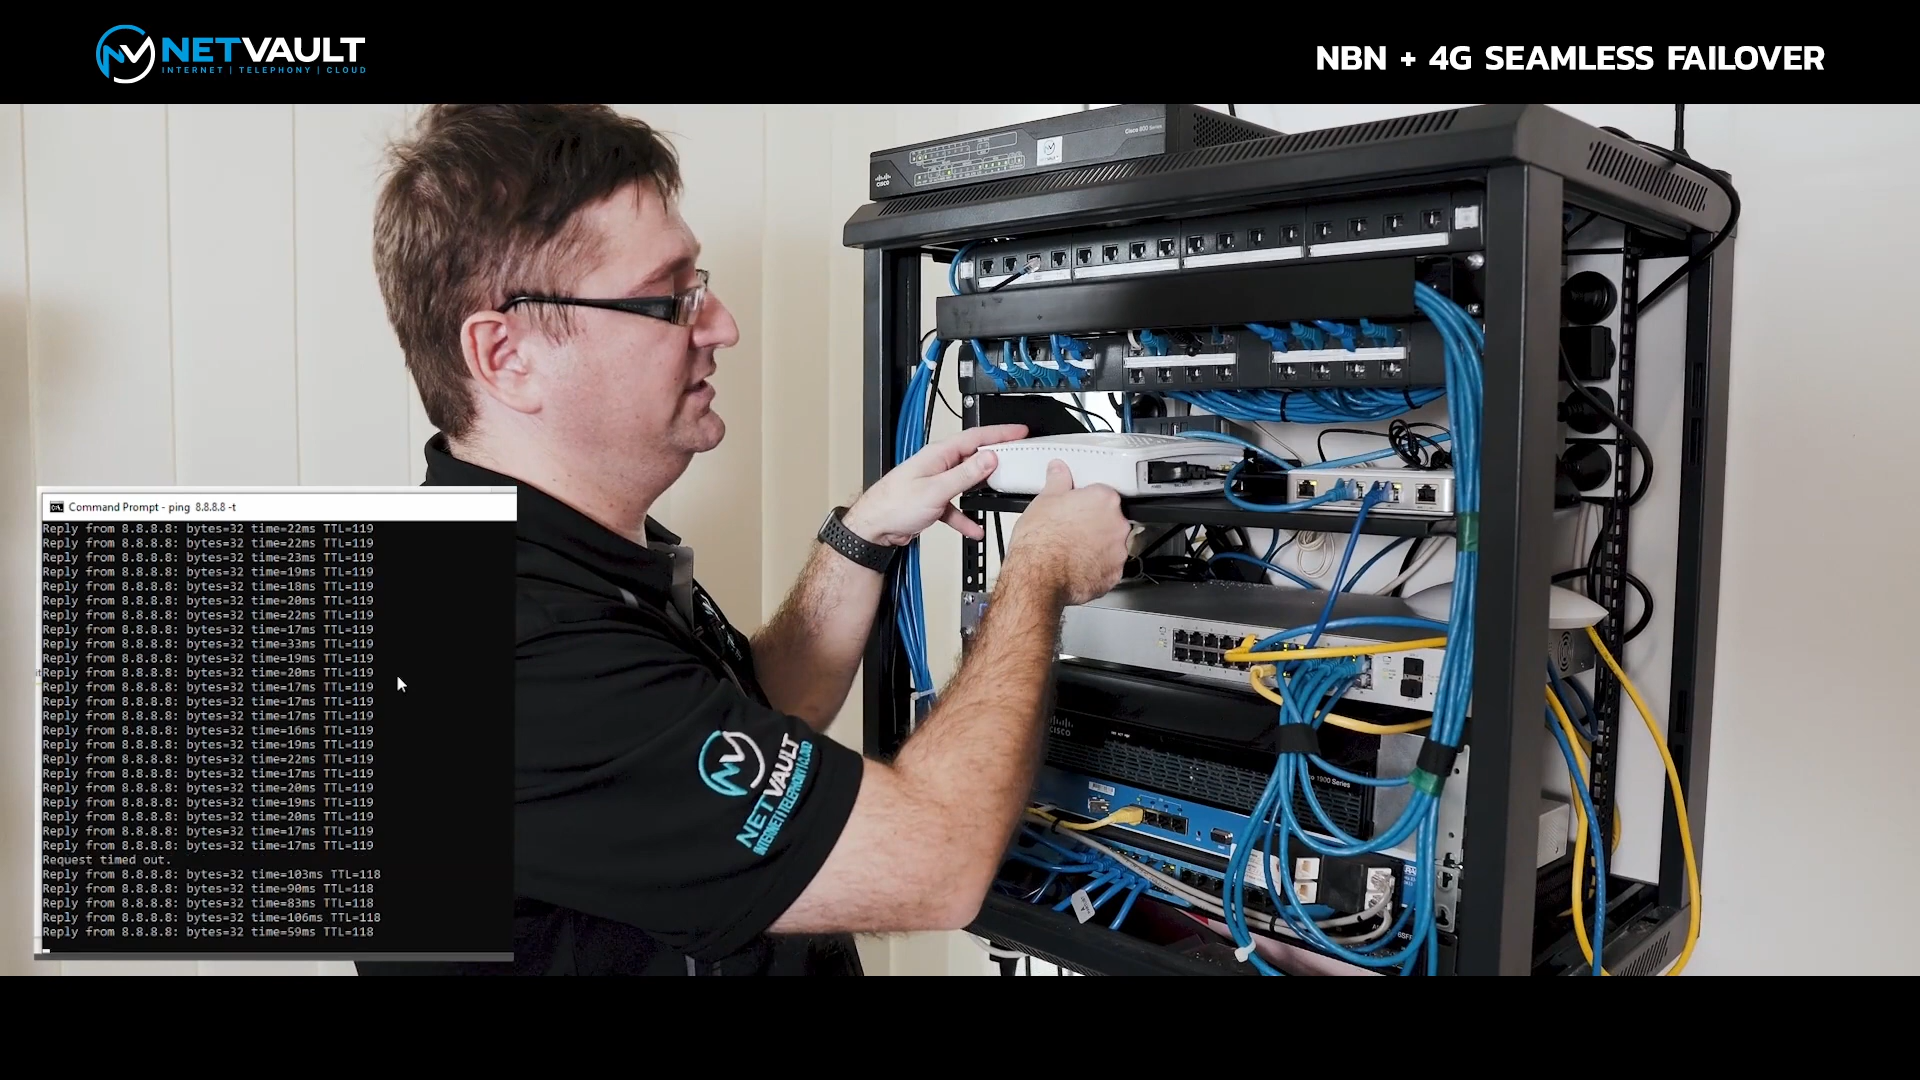 NETVAULT
INTERNET | TELEPHONY | CLOUD
NBN + 4G SEAMLESS FAILOVER
Cisco 800 Series
CISCO
Command Prompt - ping 8.8.8.8 -t
Reply from 8.8.8.8: bytes=32 time=22ms TTL=119
Reply from 8.8.8.8: bytes=32 time=22ms TTL=119
Reply from 8.8.8.8: bytes=32 time=23ms TTL=119
Reply from 8.8.8.8: bytes=32 time=19ms TTL=119
Reply from 8.8.8.8: bytes=32 time=18ms TTL=119
Reply from 8.8.8.8: bytes=32 time=20ms TTL=119
Reply from 8.8.8.8: bytes=32 time=22ms TTL=119
Reply from 8.8.8.8: bytes=32 time=17ms TTL=119
Reply from 8.8.8.8: bytes=32 time=33ms TTL=119
Reply from 8.8.8.8: bytes=32 time=19ms TTL=119
Reply from 8.8.8.8: bytes=32 time=20ms TTL=119
Reply from 8.8.8.8: bytes=32 time=17ms TTL=119
Reply from 8.8.8.8: bytes=32 time=17ms TTL=119
Reply from 8.8.8.8: bytes=32 time=17ms TTL=119
Reply from 8.8.8.8: bytes=32 time=16ms TTL=119
Reply from 8.8.8.8: bytes=32 time=19ms TTL=119
Reply from 8.8.8.8: bytes=32 time=22ms TTL=119
Reply from 8.8.8.8: bytes=32 time=17ms TTL=119
Reply from 8.8.8.8: bytes=32 time=20ms TTL=119
Reply from 8.8.8.8: bytes=32 time=19ms TTL=119
Reply from 8.8.8.8: bytes=32 time=20ms TTL=119
Reply from 8.8.8.8: bytes=32 time=17ms TTL=119
Reply from 8.8.8.8: bytes=32 time=17ms TTL=119
Request timed out.
Reply from 8.8.8.8: bytes=32 time=103ms TTL=118
Reply from 8.8.8.8: bytes=32 time=90ms TTL=118
Reply from 8.8.8.8: bytes=32 time=83ms TTL=118
Reply from 8.8.8.8: bytes=32 time=106ms TTL=118
Reply from 8.8.8.8: bytes=32 time=59ms TTL=118
NETVAULT
INTERNET | TELEPHONY | CLOUD
CISCO
1900 Series